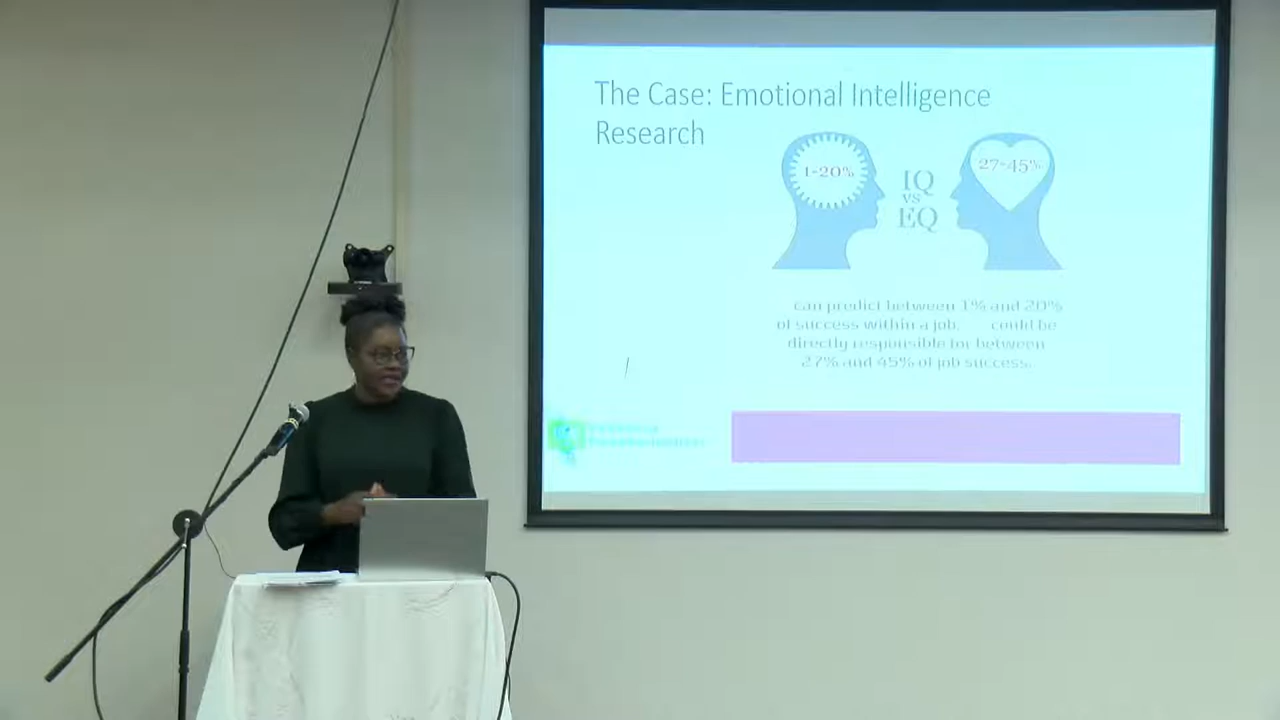 The Case: Emotional Intelligence
Research
1-20%
IQ
vs
EQ
27-45%
can predict between 1% and 20%
of success within a job. could be
directly responsible for between
27% and 45% of job success.